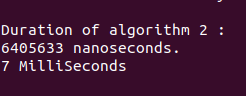 Duration of algorithm 2 :
6405633 nanoseconds.
7 MilliSeconds